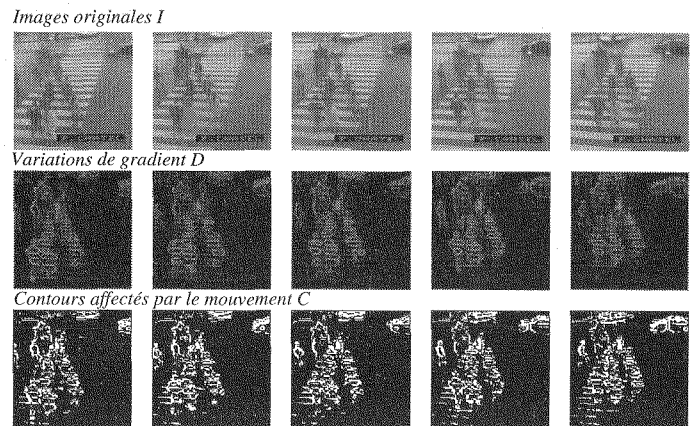 Images originales I
Variations de gradient D
Contours affectés par le mouvement C